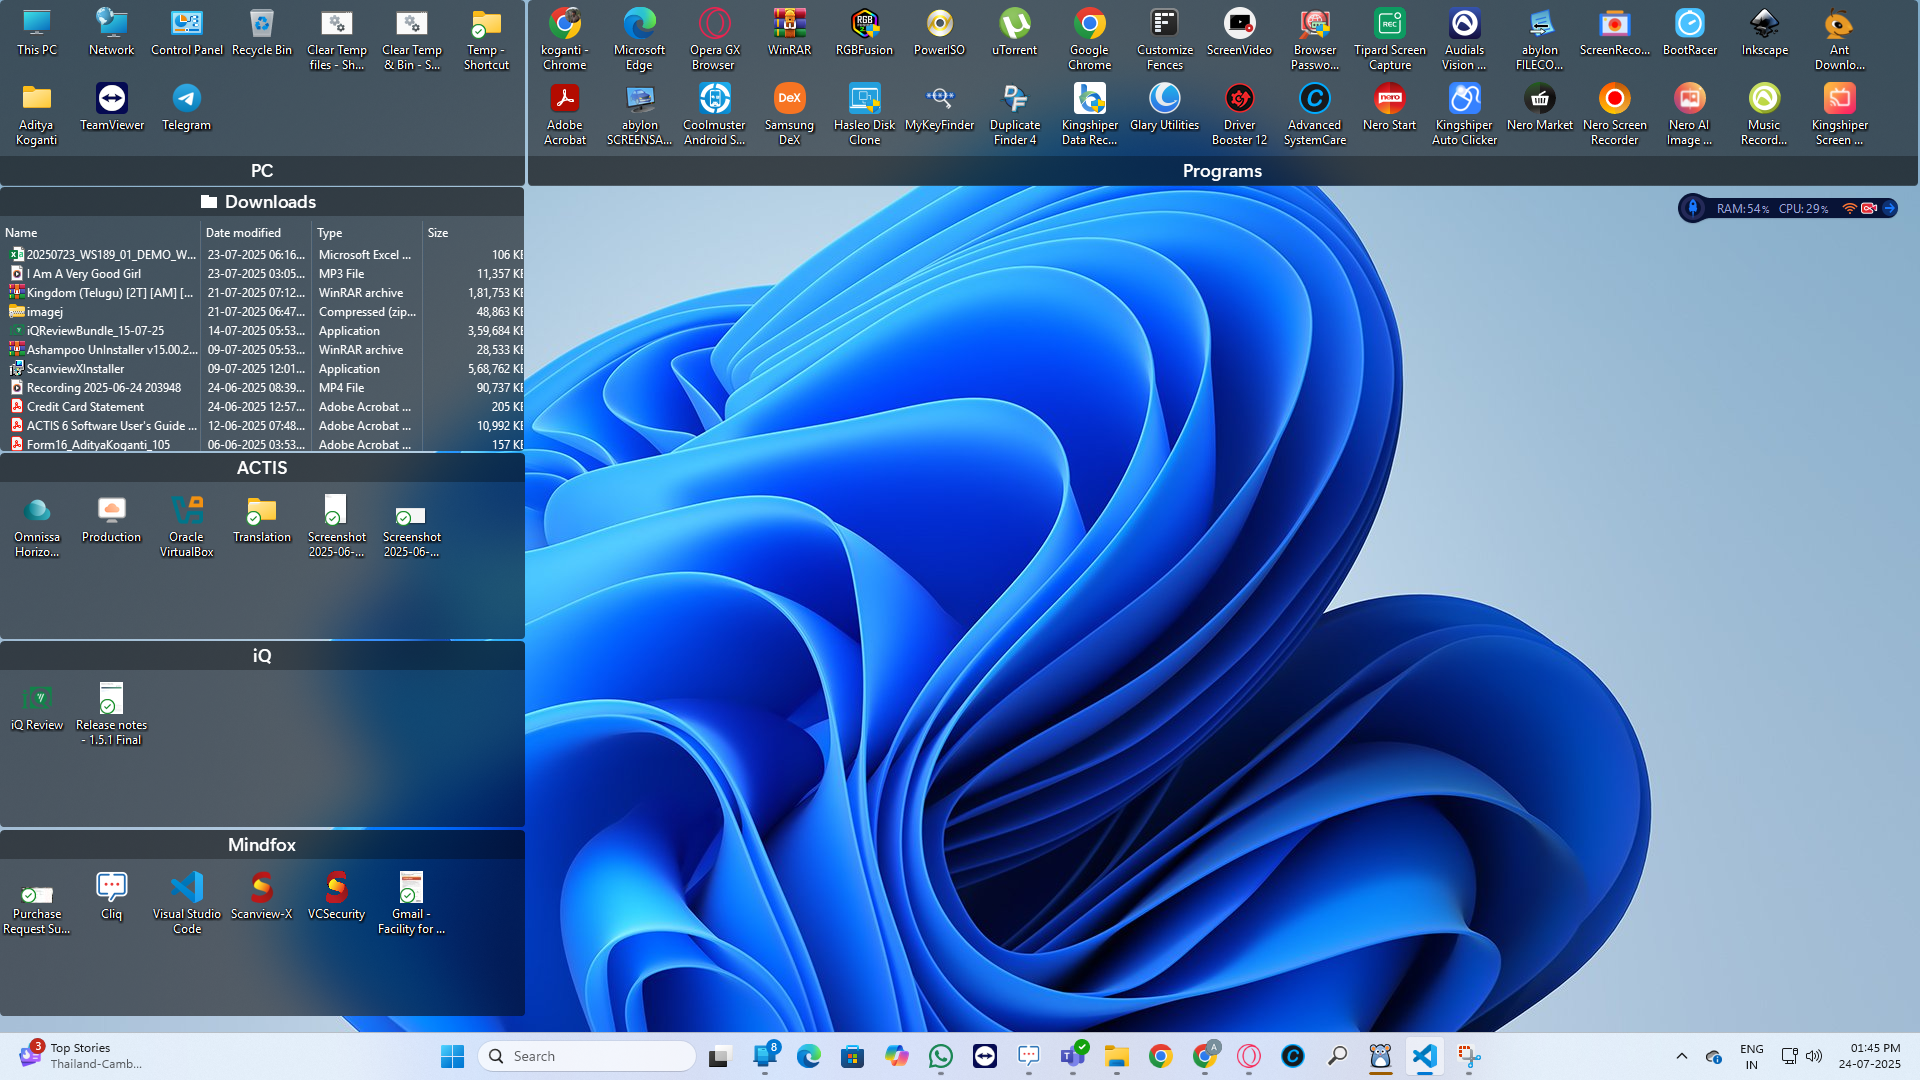 This PC
Network
Control Panel
Recycle Bin
Clear Temp
files - Sh...
Clear Temp
& Bin - S...
Temp -
Shortcut
Aditya
Koganti
TeamViewer
Telegram
PC
koganti -
Chrome
Microsoft
Edge
Opera GX
Browser
WinRAR
RGB
RGBFusion
PowerISO
uTorrent
Google
Chrome
Customize
Fences
ScreenVideo
Browser
Passwo...
REC
Tipard Screen
Capture
Audials
Vision ...
abylon
FILECO...
ScreenReco...
BootRacer
Inkscape
Ant
Downlo...
Adobe
Acrobat
abylon
SCREENSA...
Coolmuster
Android S...
DeX
Samsung
DeX
Hasleo Disk
Clone
MyKeyFinder
Duplicate
Finder 4
Kingshiper
Data Rec...
Glary Utilities
Driver
Booster 12
Advanced
SystemCare
nero
Nero Start
Kingshiper
Auto Clicker
Nero Market
Nero Screen
Recorder
Nero AI
Image ...
Music
Record...
Kingshiper
Screen ...
Programs
RAM:54% CPU:29%
Downloads
Name Date modified Type Size
20250723_WS189_01_DEMO_W... 23-07-2025 06:16... Microsoft Excel ... 106 KB
I Am A Very Good Girl 23-07-2025 03:05... MP3 File 11,357 KB
Kingdom (Telugu) [2T] [AM] [... 21-07-2025 07:12... WinRAR archive 1,81,753 KB
imagej 21-07-2025 06:47... Compressed (zip... 48,863 KB
iQReviewBundle_15-07-25 14-07-2025 05:53... Application 3,59,684 KB
Ashampoo UnInstaller v15.00.2... 09-07-2025 05:53... WinRAR archive 28,533 KB
ScanviewXInstaller 09-07-2025 12:01... Application 5,68,762 KB
Recording 2025-06-24 203948 24-06-2025 08:39... MP4 File 90,737 KB
Credit Card Statement 24-06-2025 12:57... Adobe Acrobat ... 205 KB
ACTIS 6 Software User's Guide ... 12-06-2025 07:48... Adobe Acrobat ... 10,992 KB
Form16_AdityaKoganti_105 06-06-2025 03:53... Adobe Acrobat ... 157 KB
ACTIS
Omnissa
Horizo...
Production
Oracle
VirtualBox
Translation
Screenshot
2025-06-...
Screenshot
2025-06-...
iQ
iQ Review
Release notes
- 1.5.1 Final
Mindfox
Purchase
Request Su...
Cliq
Visual Studio
Code
Scanview-X
VCSecurity
Gmail -
Facility for ...
3
Top Stories
Thailand-Camb...
Search
8
A
ENG
IN
01:45 PM
24-07-2025